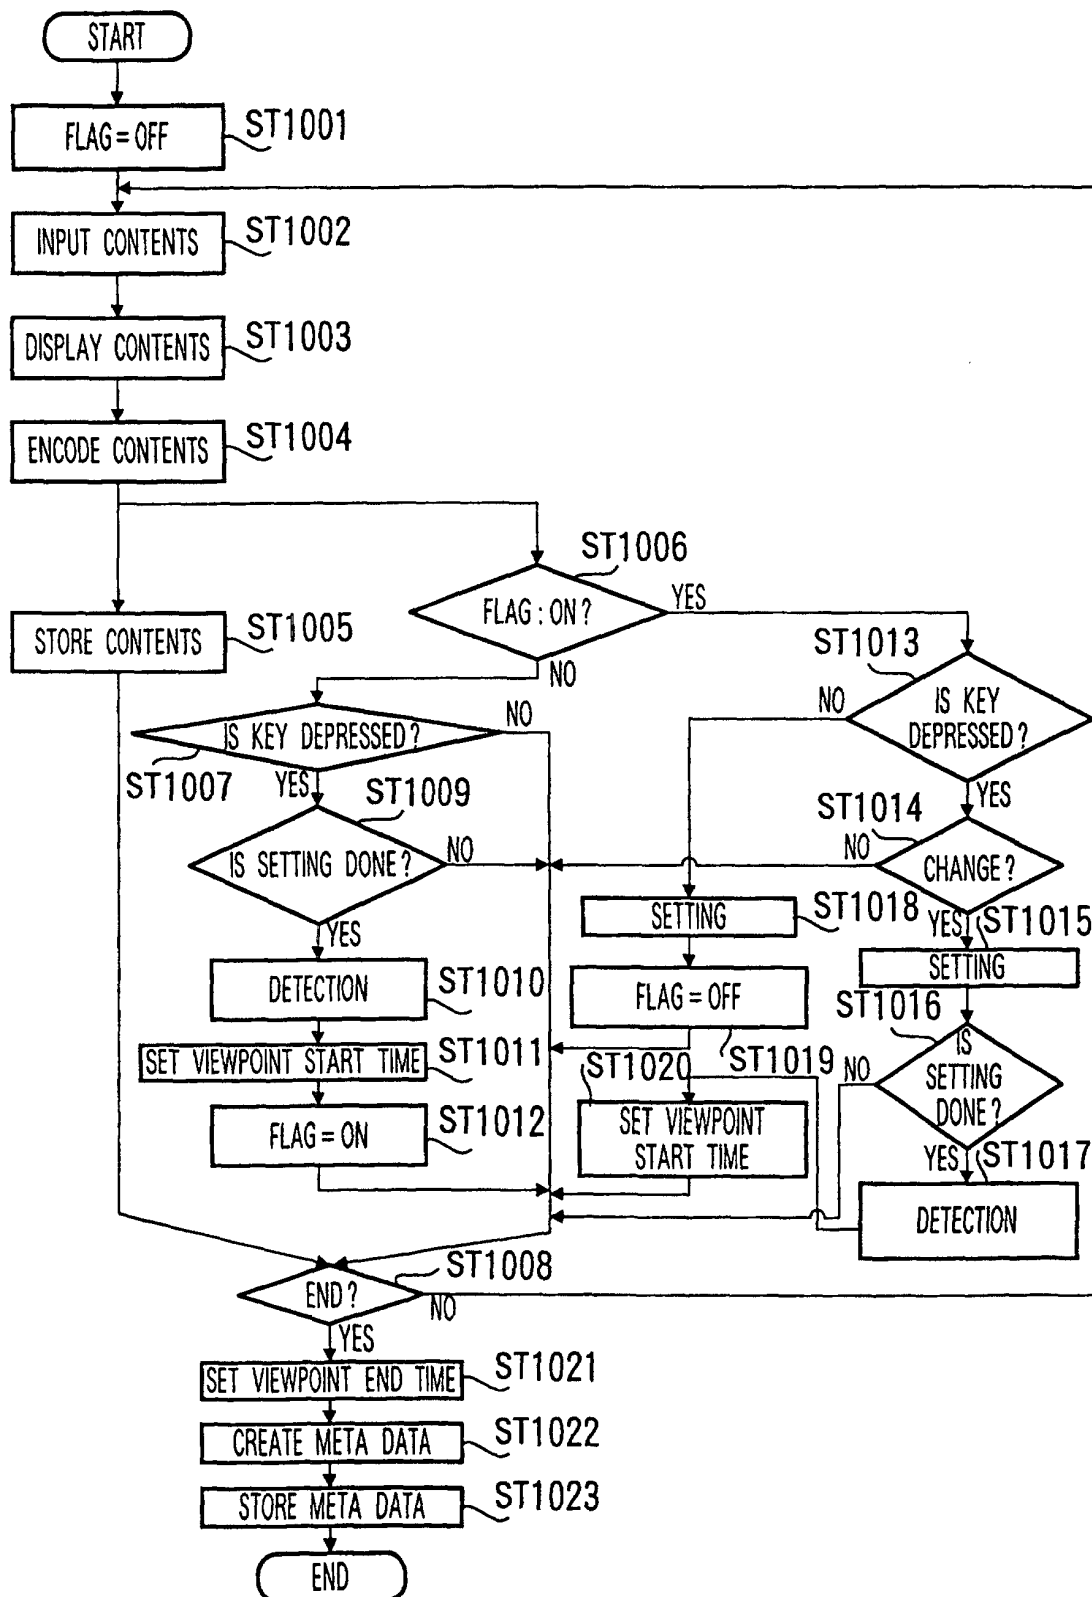 START
FLAG = OFF
ST1001
INPUT CONTENTS
ST1002
DISPLAY CONTENTS
ST1003
ENCODE CONTENTS
ST1004
ST1006
FLAG : ON ?
YES
NO
STORE CONTENTS
ST1005
ST1013
IS KEY
DEPRESSED ?
NO
YES
IS KEY DEPRESSED ?
NO
ST1007
YES
ST1009
IS SETTING DONE ?
NO
YES
ST1014
CHANGE ?
NO
YES
ST1015
SETTING
SETTING
ST1018
DETECTION
ST1010
FLAG = OFF
ST1019
ST1016
IS
SETTING
DONE ?
NO
YES
SET VIEWPOINT START TIME
ST1011
ST1020
SET VIEWPOINT
START TIME
FLAG = ON
ST1012
ST1017
DETECTION
ST1008
END ?
NO
YES
SET VIEWPOINT END TIME
ST1021
CREATE META DATA
ST1022
STORE META DATA
ST1023
END